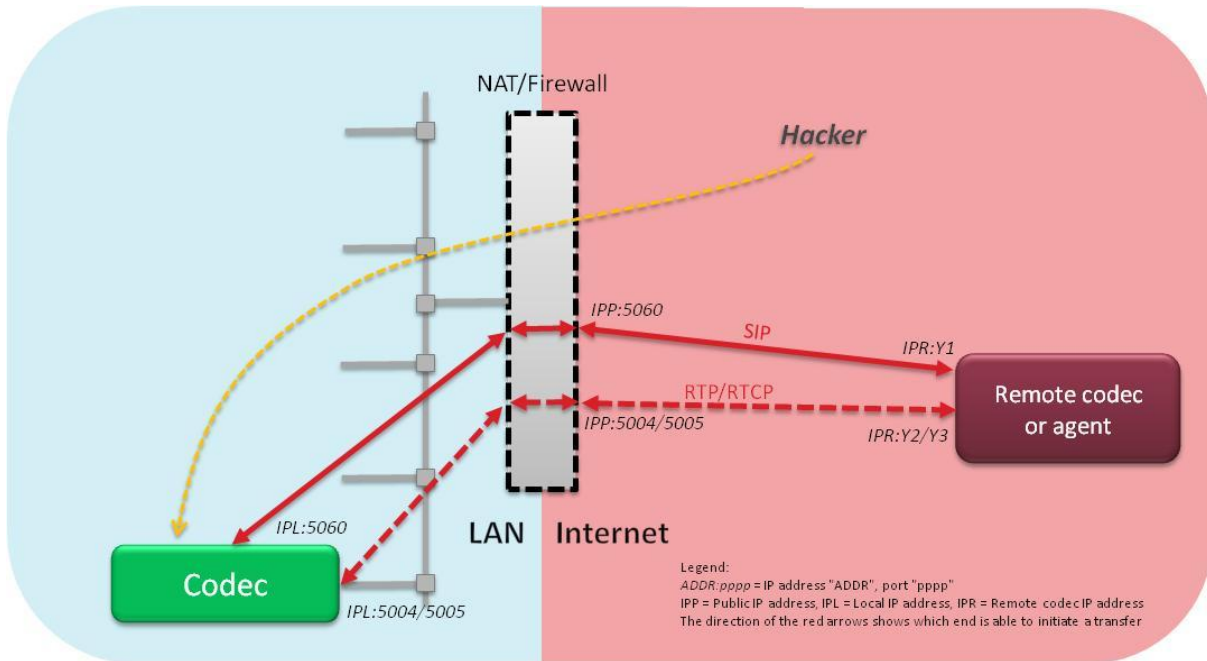 NAT/Firewall
Hacker
IPP:5060
SIP
IPR:Y1
RTP/RTCP
Remote codec
or agent
IPP:5004/5005
IPR:Y2/Y3
IPL:5060
LAN Internet
Codec
IPL:5004/5005
Legend:
ADDR:pppp = IP address "ADDR", port "pppp"
IPP = Public IP address, IPL = Local IP address, IPR = Remote codec IP address
The direction of the red arrows shows which end is able to initiate a transfer